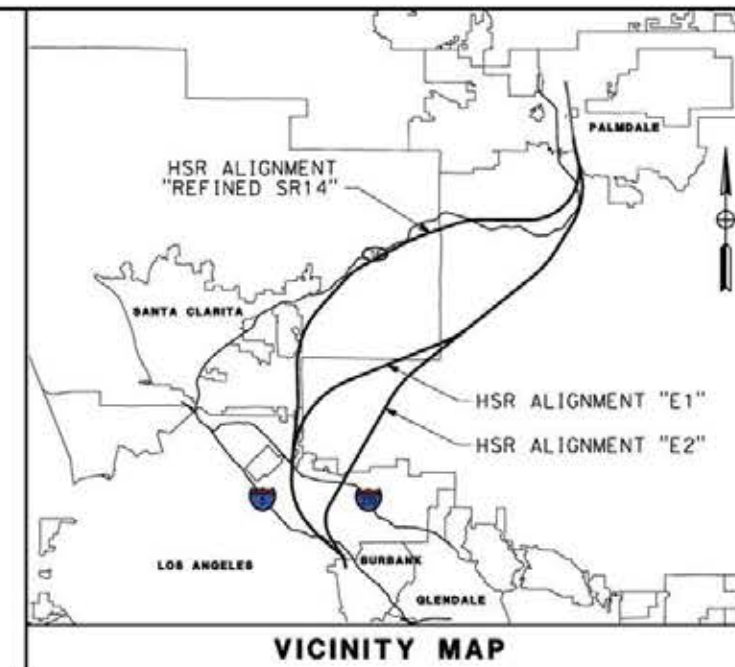 PALMDALE
HSR ALIGNMENT
"REFINED SR14"
SANTA CLARITA
HSR ALIGNMENT "E1"
HSR ALIGNMENT "E2"
5
LOS ANGELES
BURBANK
GLENDALE
VICINITY MAP